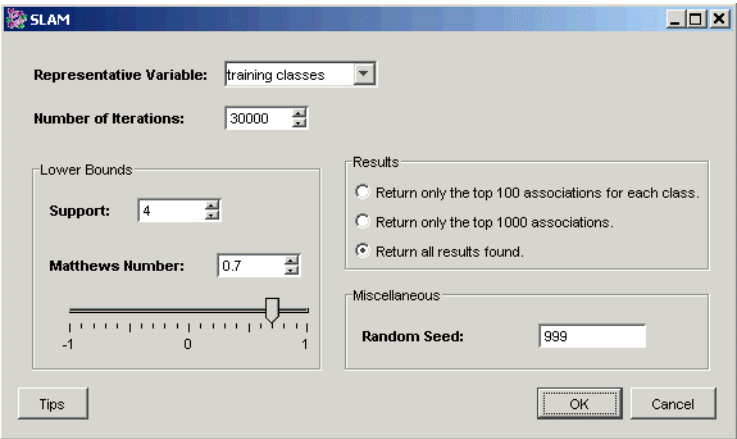 SLAM
Representative Variable: training classes
Number of Iterations: 30000
Lower Bounds
Support: 4
Matthews Number: 0.7
-1 0 1
Results
Return only the top 100 associations for each class.
Return only the top 1000 associations.
Return all results found.
Miscellaneous
Random Seed: 999
Tips
OK
Cancel